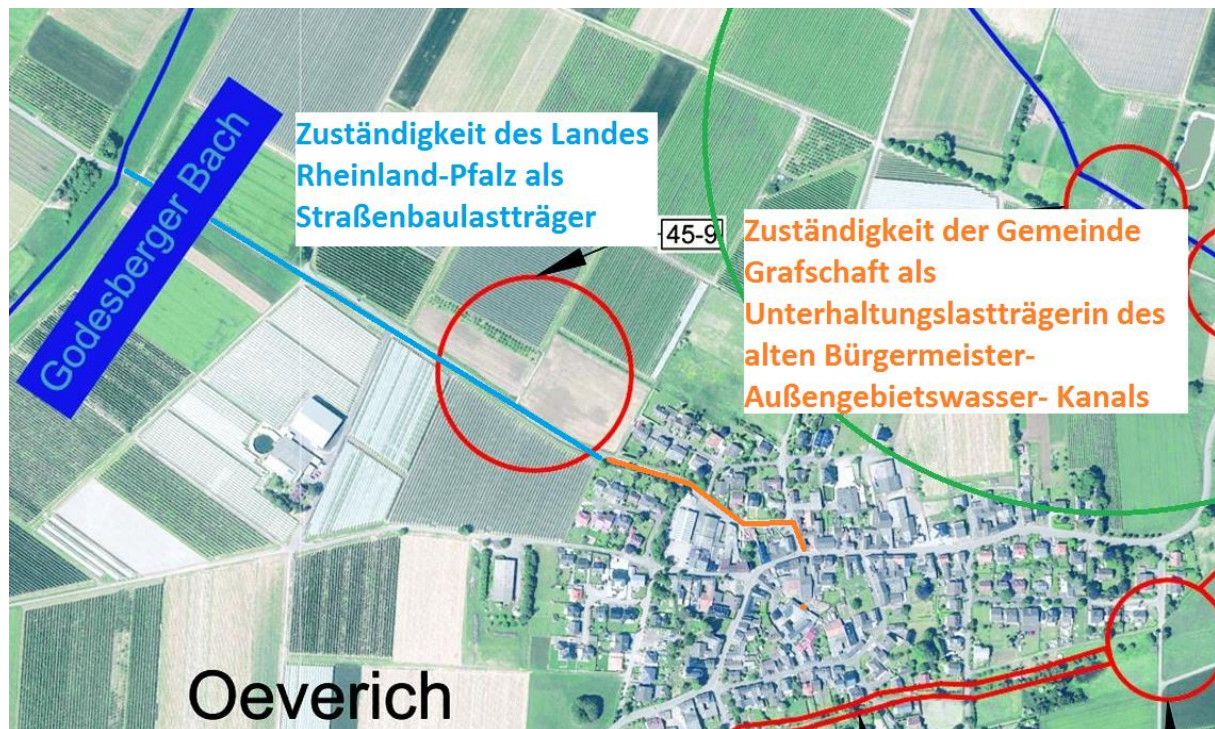 Godesberger Bach
Zuständigkeit des Landes
Rheinland-Pfalz als
Straßenbaulastträger
45-9
Zuständigkeit der Gemeinde
Grafschaft als
Unterhaltungslastträgerin des
alten Bürgermeister-
Außengebietswasser- Kanals
Oeverich